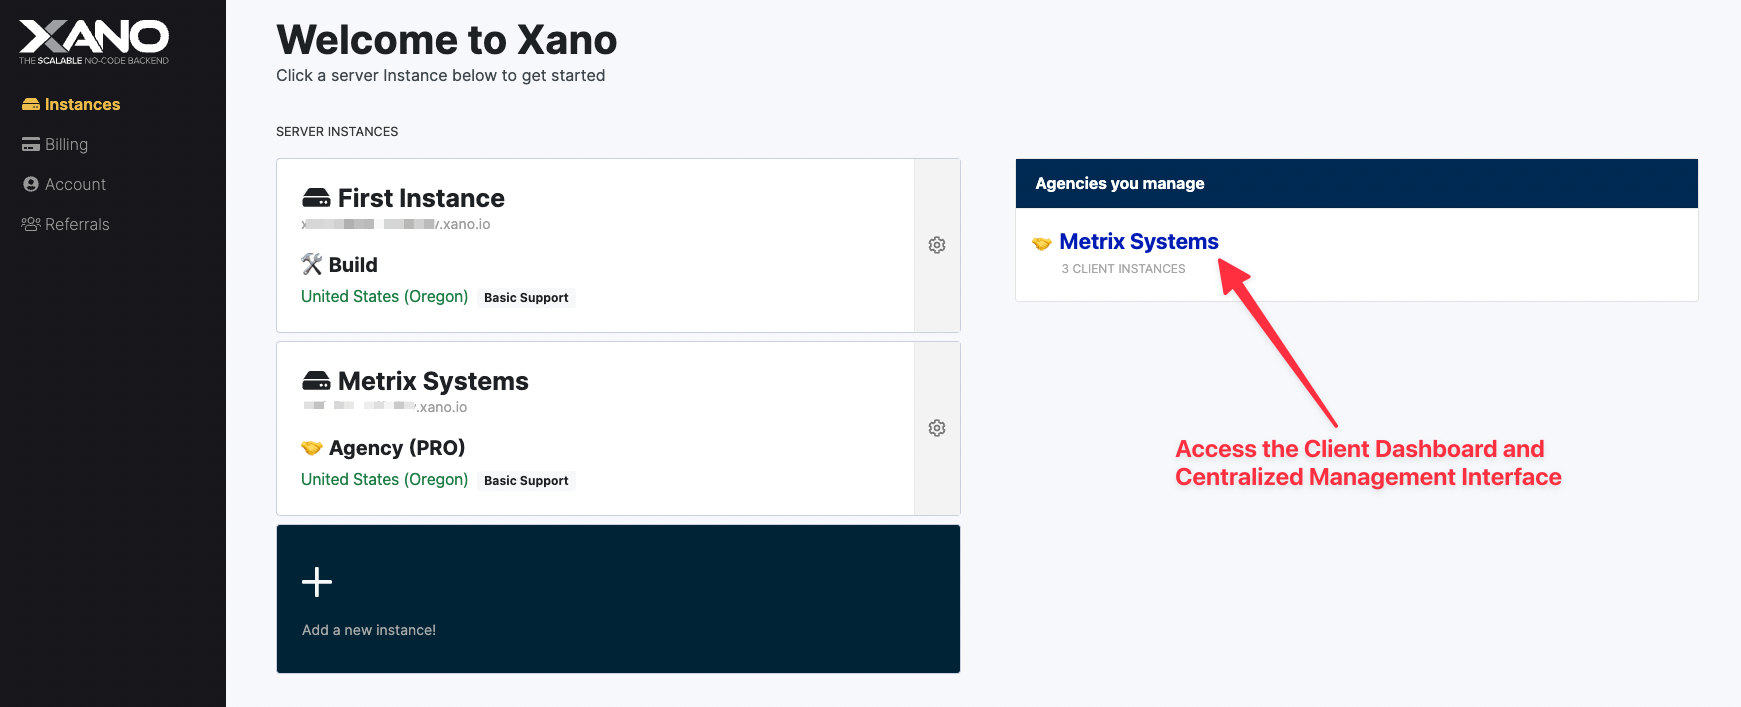 XANO
THE SCALABLE NO-CODE BACKEND
Instances
Billing
Account
Referrals
Welcome to Xano
Click a server Instance below to get started
SERVER INSTANCES
First Instance
.xano.io
Build
United States (Oregon) Basic Support
Metrix Systems
.xano.io
Agency (PRO)
United States (Oregon) Basic Support
Add a new instance!
Agencies you manage
Metrix Systems
3 CLIENT INSTANCES
Access the Client Dashboard and
Centralized Management Interface